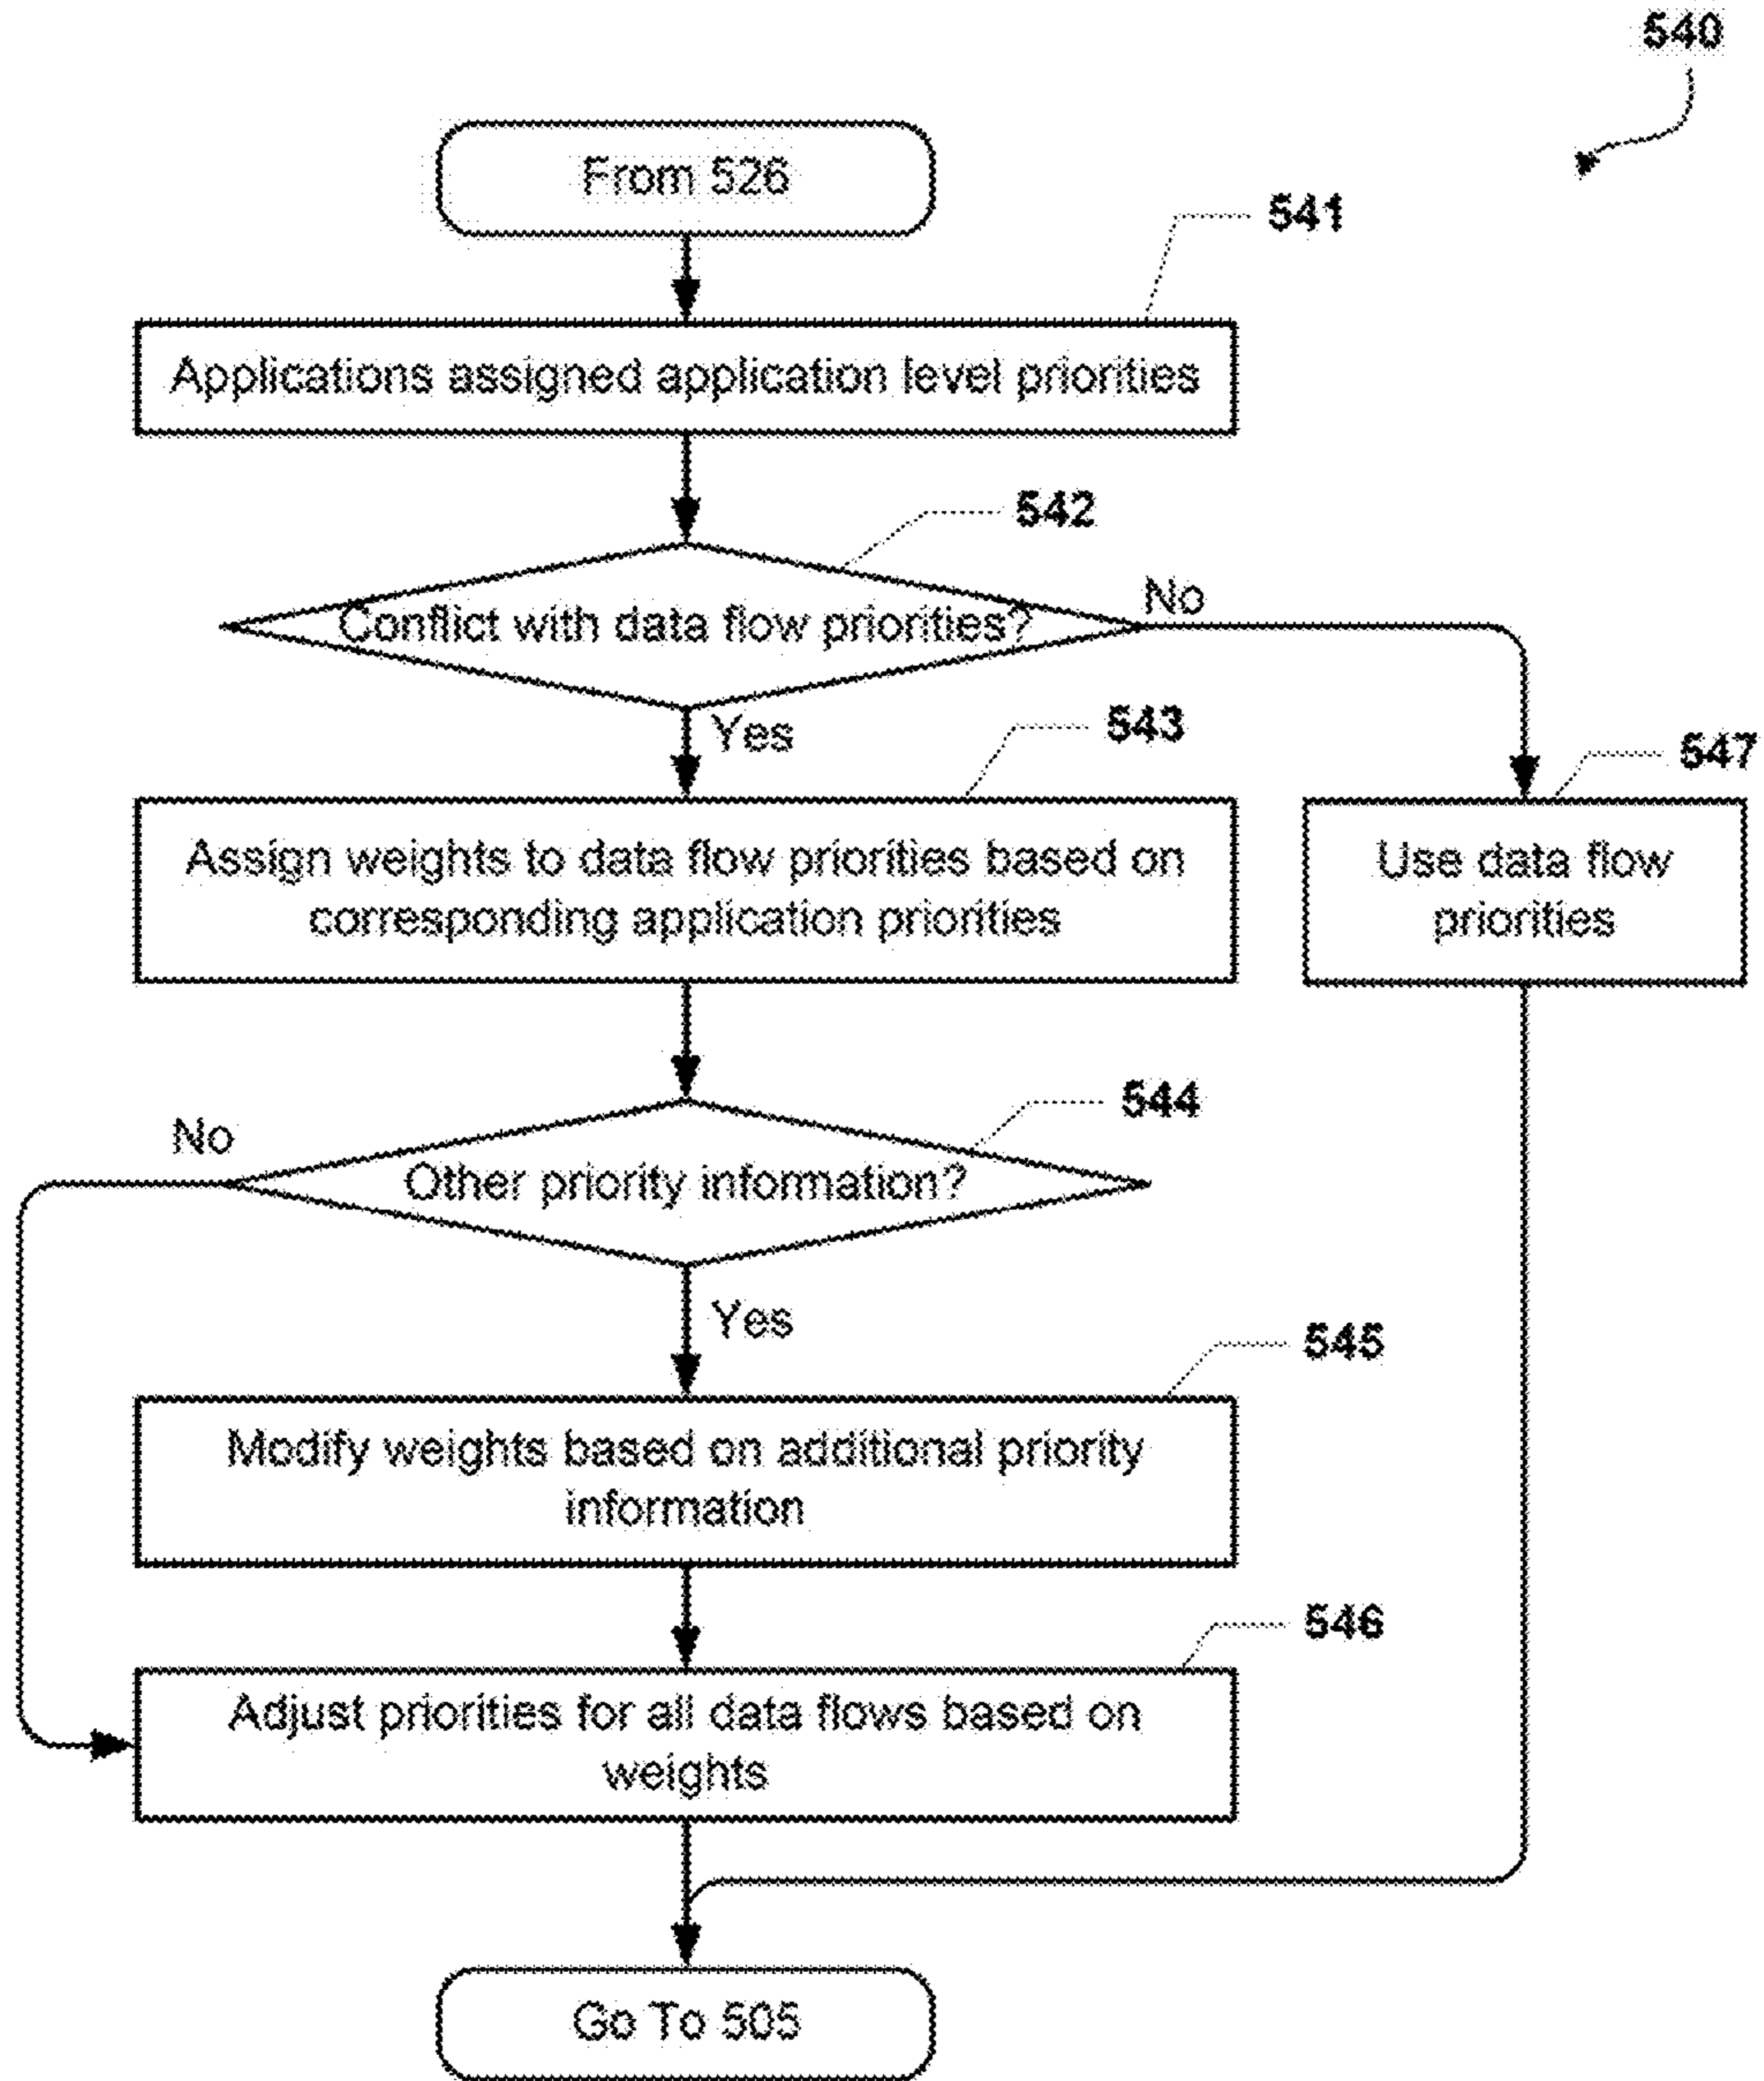 540
From 526
541
Applications assigned application level priorities
542
Conflict with data flow priorities?
No
Yes
543
547
Assign weights to data flow priorities based on
corresponding application priorities
Use data flow
priorities
544
No
Other priority information?
Yes
545
Modify weights based on additional priority
information
546
Adjust priorities for all data flows based on
weights
Go To 505